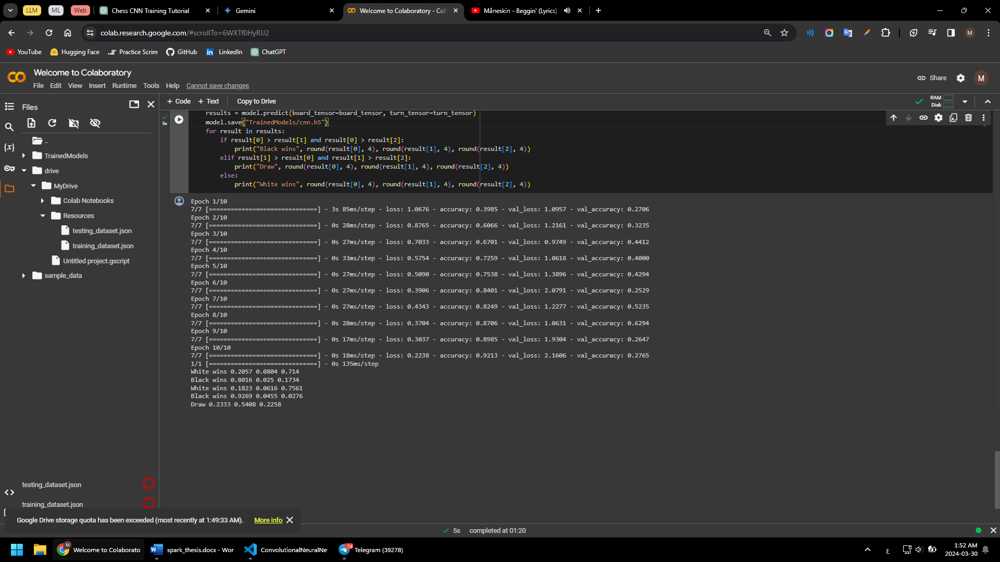 LLM
ML
Web
Chess CNN Training Tutorial
Gemini
Welcome to Colaboratory - Col
Måneskin - Beggin' (Lyrics)
colab.research.google.com/#scrollTo=6WXTf0HyRIJ2
M
YouTube
Hugging Face
Practice Scrim
GitHub
LinkedIn
ChatGPT
Welcome to Colaboratory
File Edit View Insert Runtime Tools Help Cannot save changes
Share
M
Files
+ Code + Text Copy to Drive
RAM
Disk
..
TrainedModels
drive
MyDrive
Colab Notebooks
Resources
testing_dataset.json
training_dataset.json
Untitled project.gscript
sample_data
{x}
5s
results = model.predict(board_tensor=board_tensor, turn_tensor=turn_tensor)
model.save("TrainedModels/cnn.h5")
for result in results:
if result[0] > result[1] and result[0] > result[2]:
print("Black wins", round(result[0], 4), round(result[1], 4), round(result[2], 4))
elif result[1] > result[0] and result[1] > result[2]:
print("Draw", round(result[0], 4), round(result[1], 4), round(result[2], 4))
else:
print("White wins", round(result[0], 4), round(result[1], 4), round(result[2], 4))
Epoch 1/10
7/7 [==============================] - 3s 85ms/step - loss: 1.0676 - accuracy: 0.3985 - val_loss: 1.0957 - val_accuracy: 0.2706
Epoch 2/10
7/7 [==============================] - 0s 28ms/step - loss: 0.8765 - accuracy: 0.6066 - val_loss: 1.2161 - val_accuracy: 0.3235
Epoch 3/10
7/7 [==============================] - 0s 27ms/step - loss: 0.7033 - accuracy: 0.6701 - val_loss: 0.9749 - val_accuracy: 0.4412
Epoch 4/10
7/7 [==============================] - 0s 33ms/step - loss: 0.5754 - accuracy: 0.7259 - val_loss: 1.0618 - val_accuracy: 0.4000
Epoch 5/10
7/7 [==============================] - 0s 27ms/step - loss: 0.5090 - accuracy: 0.7538 - val_loss: 1.3896 - val_accuracy: 0.4294
Epoch 6/10
7/7 [==============================] - 0s 27ms/step - loss: 0.3906 - accuracy: 0.8401 - val_loss: 2.0791 - val_accuracy: 0.2529
Epoch 7/10
7/7 [==============================] - 0s 27ms/step - loss: 0.4343 - accuracy: 0.8249 - val_loss: 1.2277 - val_accuracy: 0.5235
Epoch 8/10
7/7 [==============================] - 0s 28ms/step - loss: 0.3704 - accuracy: 0.8706 - val_loss: 1.0631 - val_accuracy: 0.6294
Epoch 9/10
7/7 [==============================] - 0s 17ms/step - loss: 0.3037 - accuracy: 0.8985 - val_loss: 1.9304 - val_accuracy: 0.2647
Epoch 10/10
7/7 [==============================] - 0s 18ms/step - loss: 0.2238 - accuracy: 0.9213 - val_loss: 2.1606 - val_accuracy: 0.2765
1/1 [==============================] - 0s 135ms/step
White wins 0.2057 0.0804 0.714
Black wins 0.8016 0.025 0.1734
White wins 0.1823 0.0616 0.7561
Black wins 0.9269 0.0455 0.0276
Draw 0.2333 0.5408 0.2258
testing_dataset.json
training_dataset.json
Google Drive storage quota has been exceeded (most recently at 1:49:33 AM). More info
5s completed at 01:20
M
Welcome to Colaborato
spark_thesis.docx - Wor
ConvolutionalNeuralNe
.78
Telegram (39278)
ع
1:52 AM
2024-03-30